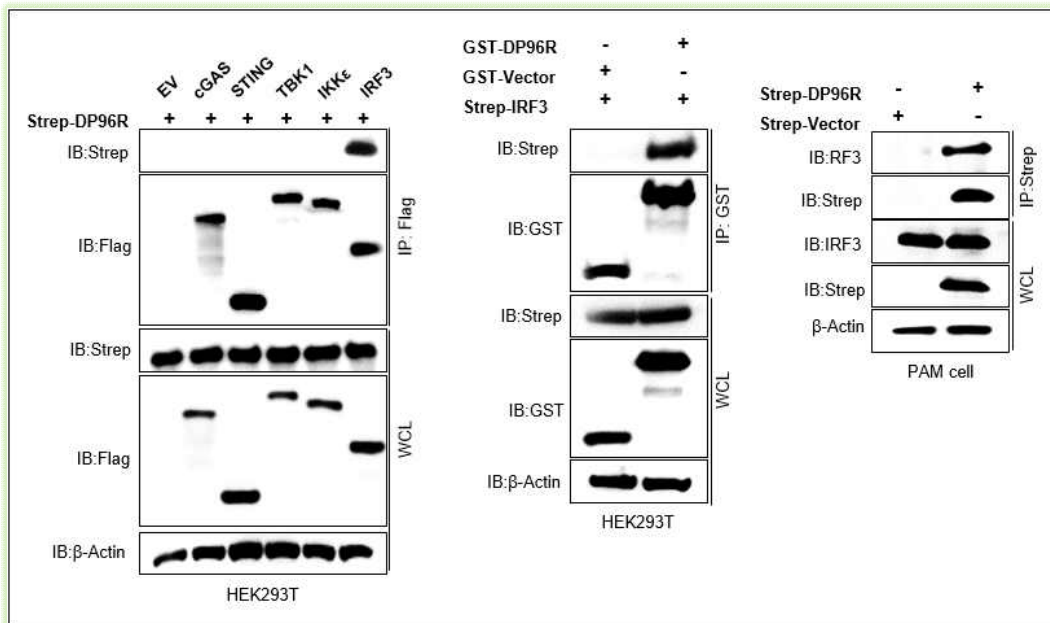 EV cGAS STING TBK1 IKKε IRF3
Strep-DP96R + + + + + +
IB:Strep
IB:Flag
IP: Flag
IB:Strep
IB:Flag
WCL
IB:β-Actin
HEK293T
GST-DP96R - +
GST-Vector + -
Strep-IRF3 + +
IB:Strep
IB:GST
IP: GST
IB:Strep
IB:GST
WCL
IB:β-Actin
HEK293T
Strep-DP96R - +
Strep-Vector + -
IB:RF3
IB:Strep
IP:Strep
IB:IRF3
IB:Strep
WCL
β-Actin
PAM cell